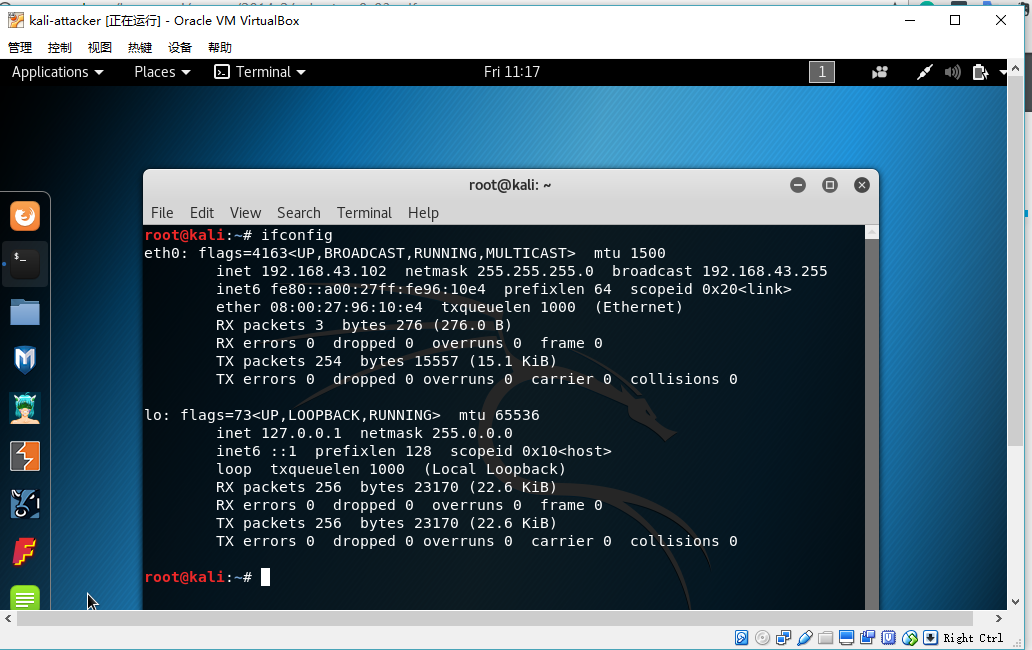 kali-attacker [正在运行] - Oracle VM VirtualBox
管理 控制 视图 热键 设备 帮助
Applications Places Terminal Fri 11:17 1
root@kali: ~
File Edit View Search Terminal Help
root@kali:~# ifconfig
eth0: flags=4163<UP,BROADCAST,RUNNING,MULTICAST>  mtu 1500
        inet 192.168.43.102  netmask 255.255.255.0  broadcast 192.168.43.255
        inet6 fe80::a00:27ff:fe96:10e4  prefixlen 64  scopeid 0x20<link>
        ether 08:00:27:96:10:e4  txqueuelen 1000  (Ethernet)
        RX packets 3  bytes 276 (276.0 B)
        RX errors 0  dropped 0  overruns 0  frame 0
        TX packets 254  bytes 15557 (15.1 KiB)
        TX errors 0  dropped 0 overruns 0  carrier 0  collisions 0
lo: flags=73<UP,LOOPBACK,RUNNING>  mtu 65536
        inet 127.0.0.1  netmask 255.0.0.0
        inet6 ::1  prefixlen 128  scopeid 0x10<host>
        loop  txqueuelen 1000  (Local Loopback)
        RX packets 256  bytes 23170 (22.6 KiB)
        RX errors 0  dropped 0  overruns 0  frame 0
        TX packets 256  bytes 23170 (22.6 KiB)
        TX errors 0  dropped 0 overruns 0  carrier 0  collisions 0
root@kali:~#
Right Ctrl